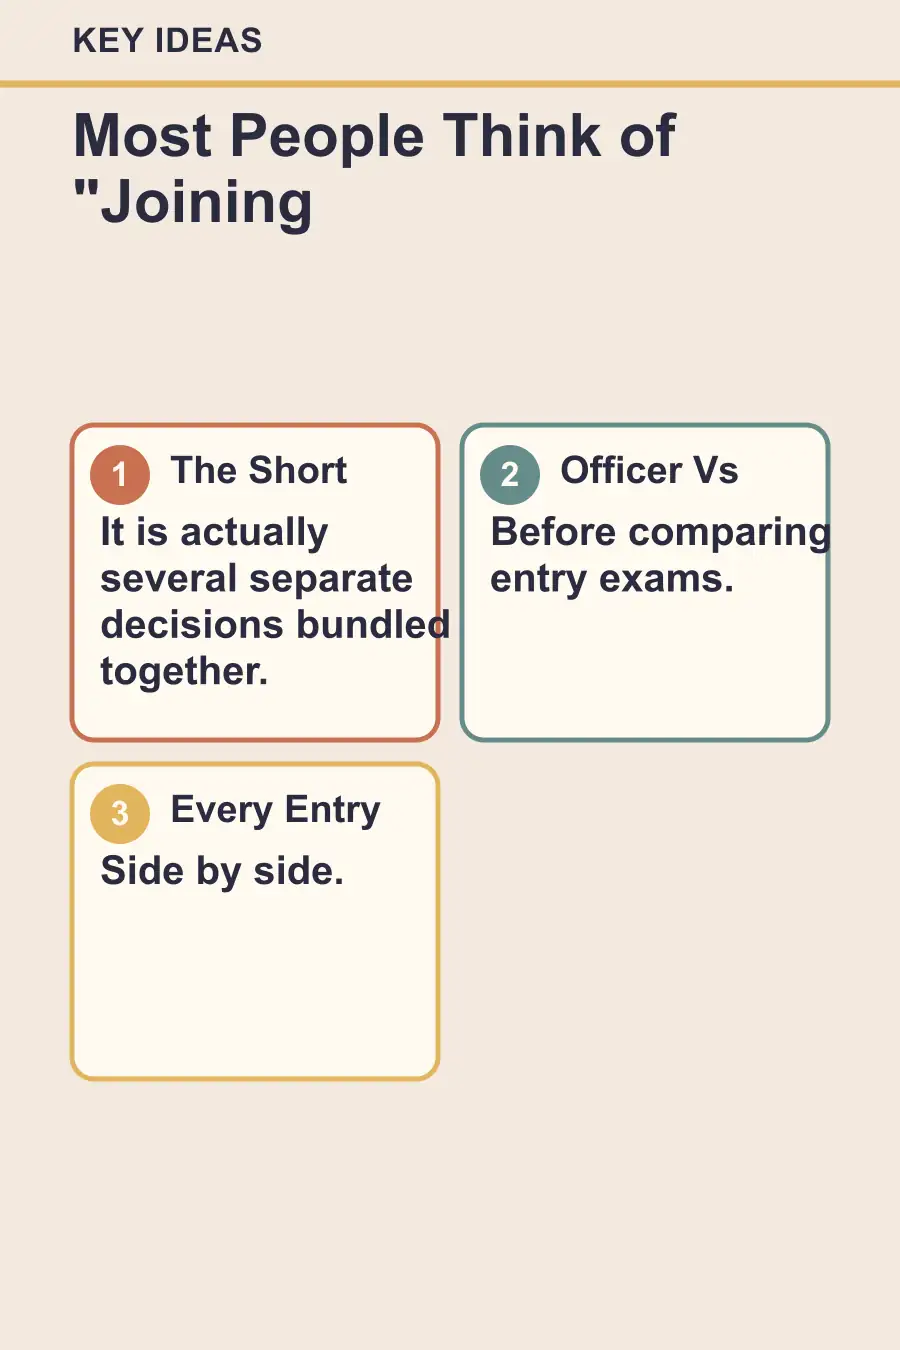 KEY IDEAS
Most People Think of
"Joining
1 The Short
It is actually
several separate
decisions bundled
together.
2 Officer Vs
Before comparing
entry exams.
3 Every Entry
Side by side.